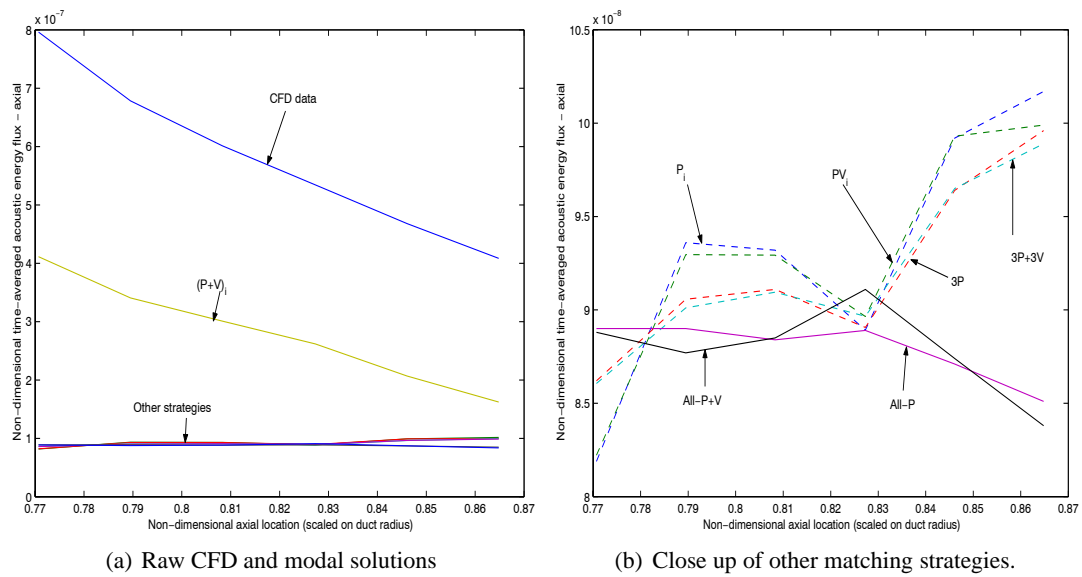 x 10⁻⁷
8
7
6
5
4
3
2
1
0
0.77 0.78 0.79 0.8 0.81 0.82 0.83 0.84 0.85 0.86 0.87
Non−dimensional time−averaged acoustic energy flux − axial
Non−dimensional axial location (scaled on duct radius)
CFD data
(P+V)i
Other strategies
(a) Raw CFD and modal solutions
x 10⁻⁸
10.5
10
9.5
9
8.5
8
0.77 0.78 0.79 0.8 0.81 0.82 0.83 0.84 0.85 0.86 0.87
Non−dimensional time−averaged acoustic energy flux − axial
Non−dimensional axial location (scaled on duct radius)
Pi
PVi
3P+3V
3P
All−P+V
All−P
(b) Close up of other matching strategies.